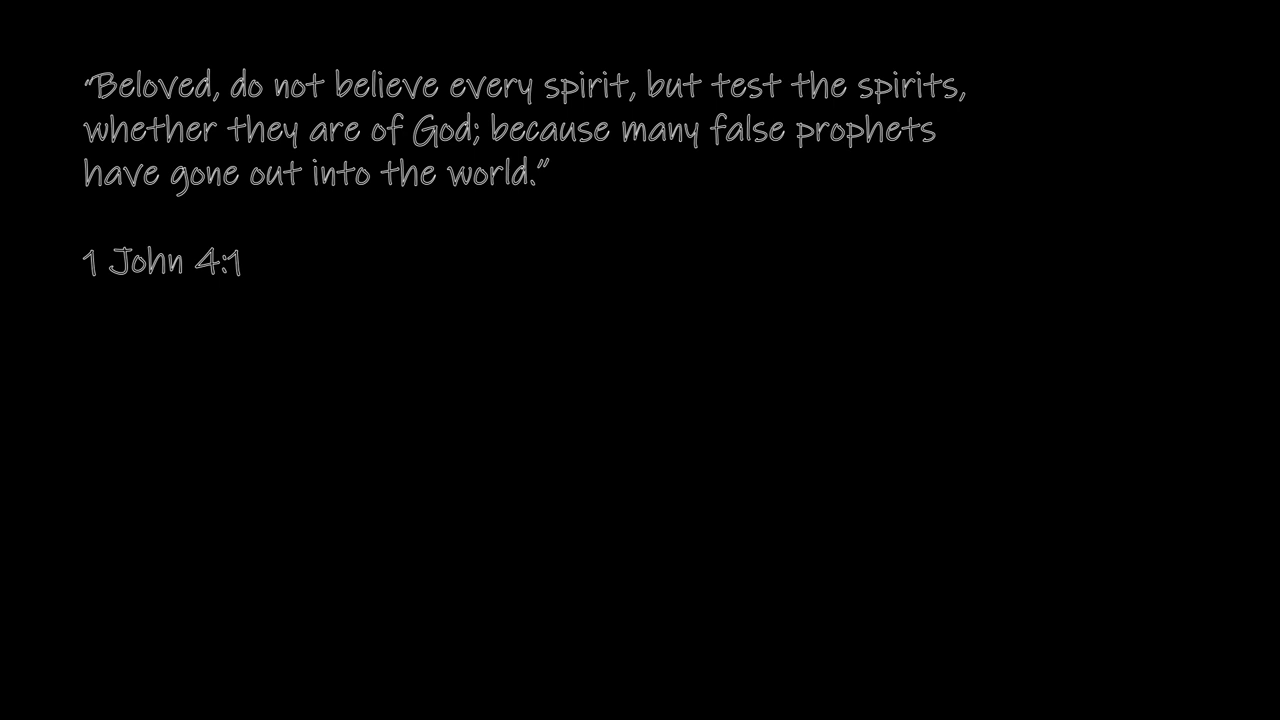 “Beloved, do not believe every spirit, but test the spirits,
whether they are of God; because many false prophets
have gone out into the world.”
1 John 4:1